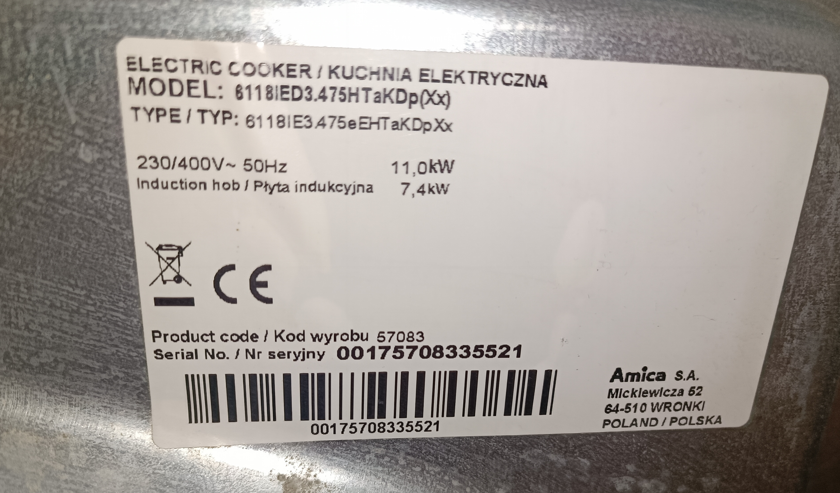 ELECTRIC COOKER / KUCHNIA ELEKTRYCZNA
MODEL: 6118IED3.475HTaKDp(Xx)
TYPE / TYP: 6118IE3.475eEHTaKDpXx
230/400V~ 50Hz 11,0kW
Induction hob / Płyta indukcyjna 7,4kW
CE
Product code / Kod wyrobu 57083
Serial No. / Nr seryjny 00175708335521
00175708335521
Amica S.A.
Mickiewicza 52
64-510 WRONKI
POLAND / POLSKA